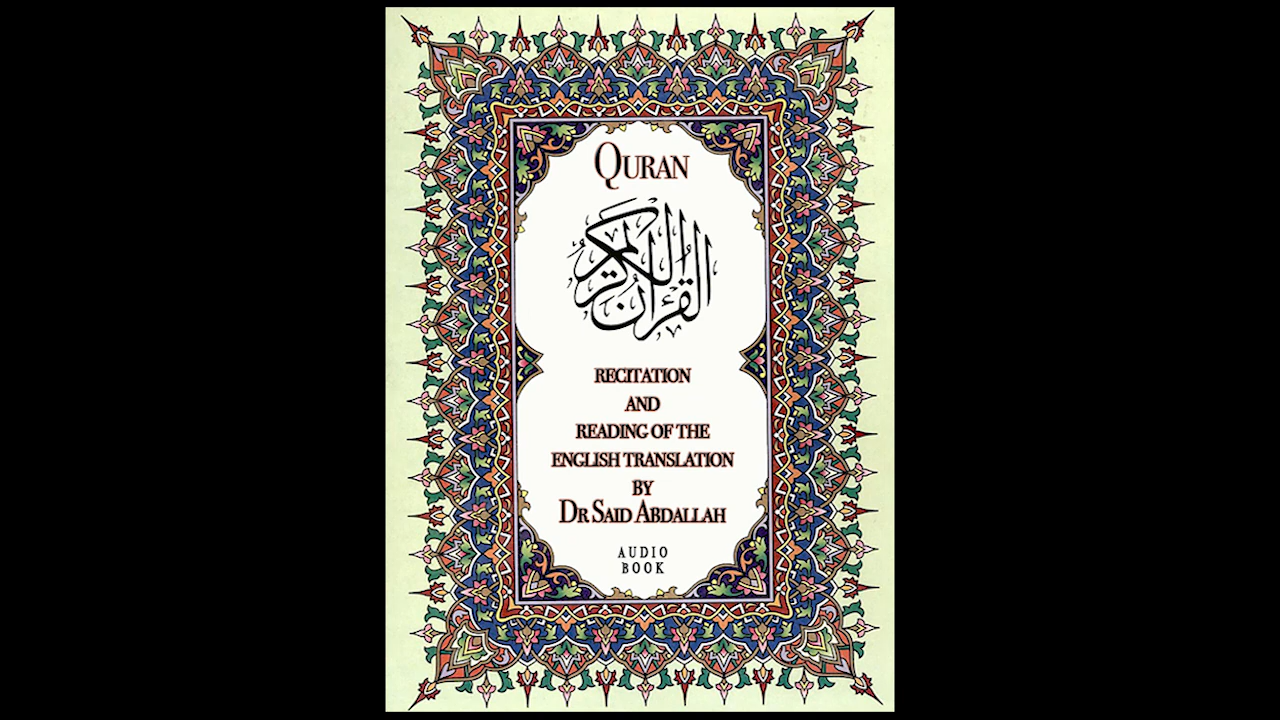 QURAN
القرآن الكريم
RECITATION
AND
READING OF THE
ENGLISH TRANSLATION
BY
DR SAID ABDALLAH
AUDIO
BOOK